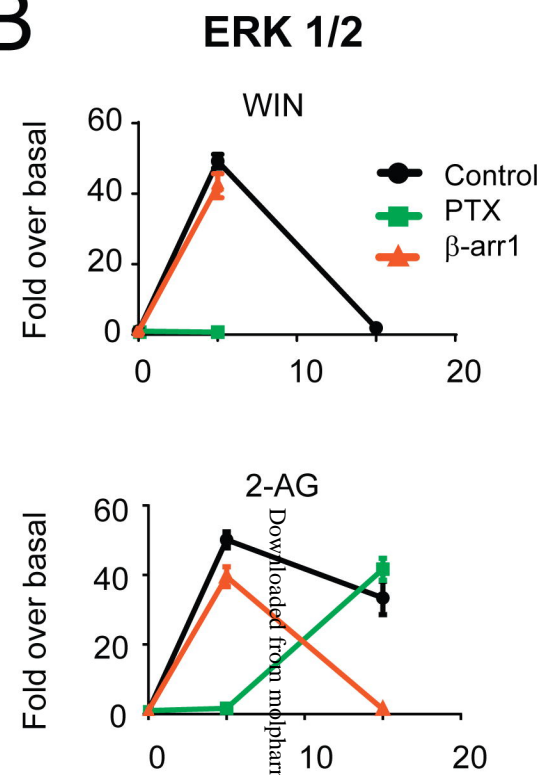 B
ERK 1/2
WIN
Fold over basal
60
40
20
0
0 10 20
Control
PTX
β-arr1
2-AG
Fold over basal
60
40
20
0
0 10 20
Downloaded from molpharm